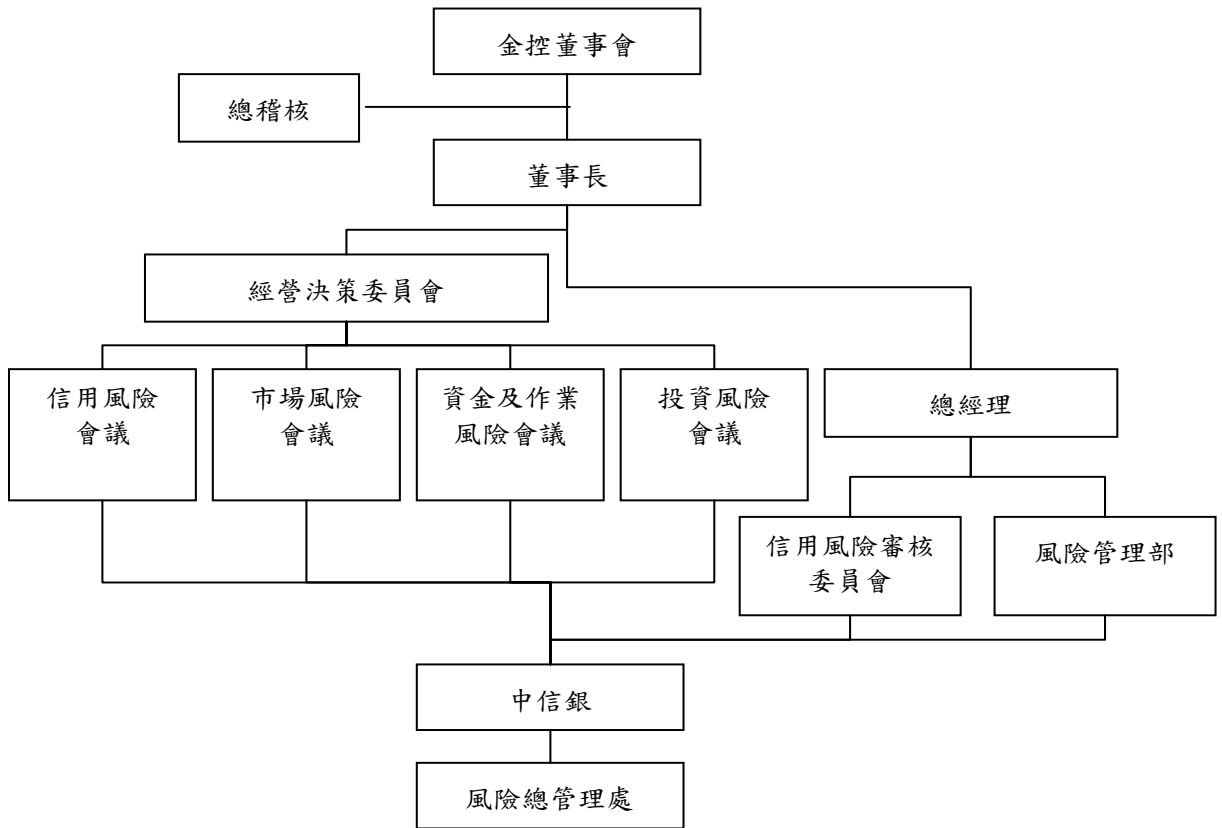 金控董事會
總稽核
董事長
經營決策委員會
信用風險
會議
市場風險
會議
資金及作業
風險會議
投資風險
會議
總經理
信用風險審核
委員會
風險管理部
中信銀
風險總管理處